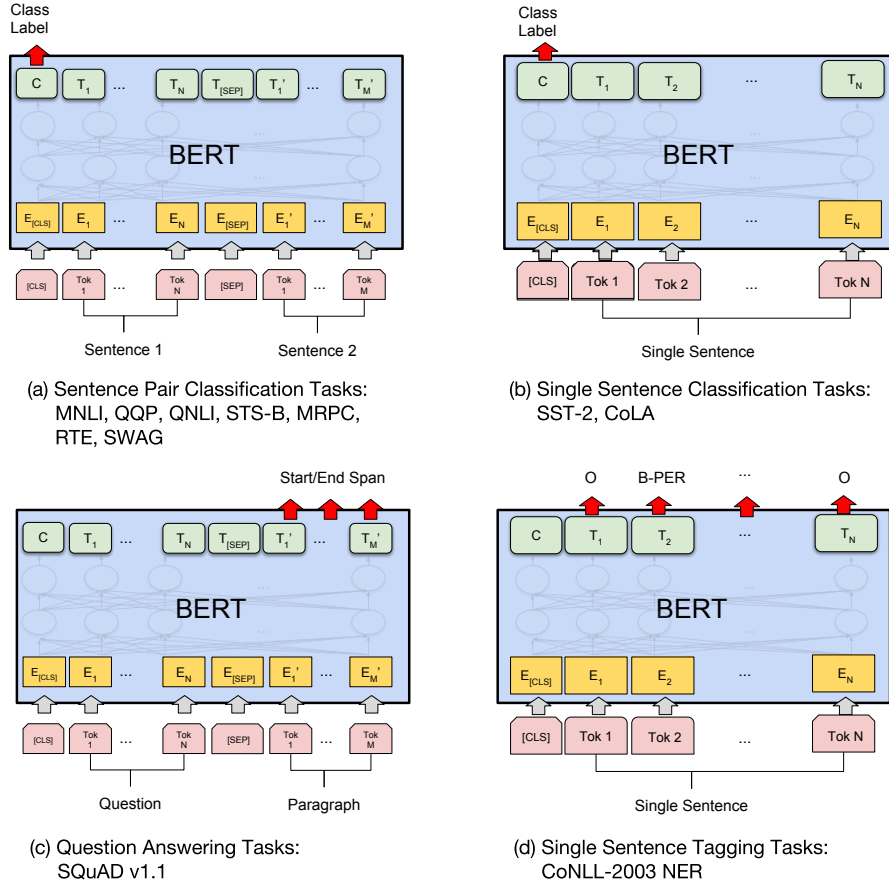 Class
Label
C T1 ... TN T[SEP] T1' ... TM'
...
...
BERT
E[CLS] E1 ... EN E[SEP] E1' ... EM'
[CLS] Tok 1 ... Tok N [SEP] Tok 1 ... Tok M
Sentence 1 Sentence 2
(a) Sentence Pair Classification Tasks:
MNLI, QQP, QNLI, STS-B, MRPC,
RTE, SWAG
Class
Label
C T1 T2 ... TN
...
...
BERT
E[CLS] E1 E2 ... EN
[CLS] Tok 1 Tok 2 ... Tok N
Single Sentence
(b) Single Sentence Classification Tasks:
SST-2, CoLA
Start/End Span
C T1 ... TN T[SEP] T1' ... TM'
...
...
BERT
E[CLS] E1 ... EN E[SEP] E1' ... EM'
[CLS] Tok 1 ... Tok N [SEP] Tok 1 ... Tok M
Question Paragraph
(c) Question Answering Tasks:
SQuAD v1.1
O B-PER ... O
C T1 T2 ... TN
...
...
BERT
E[CLS] E1 E2 ... EN
[CLS] Tok 1 Tok 2 ... Tok N
Single Sentence
(d) Single Sentence Tagging Tasks:
CoNLL-2003 NER